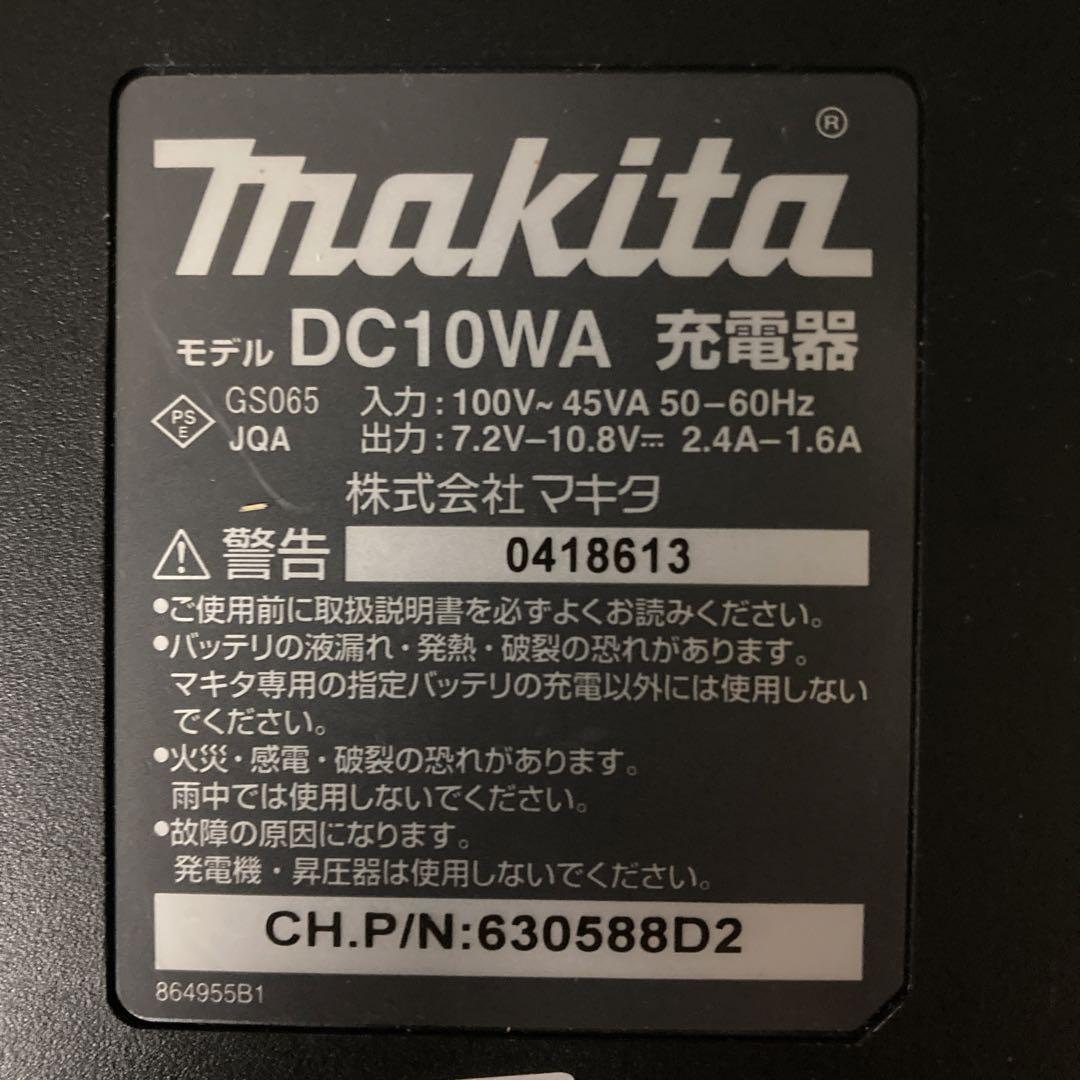 makita®
モデル DC10WA 充電器
PSE GS065 入力:100V~ 45VA 50-60Hz
JQA 出力:7.2V-10.8V⎓ 2.4A-1.6A
株式会社マキタ
警告 0418613
•ご使用前に取扱説明書を必ずよくお読みください。
•バッテリの液漏れ・発熱・破裂の恐れがあります。
マキタ専用の指定バッテリの充電以外には使用しない
でください。
•火災・感電・破裂の恐れがあります。
雨中では使用しないでください。
•故障の原因になります。
発電機・昇圧器は使用しないでください。
CH.P/N:630588D2
864955B1